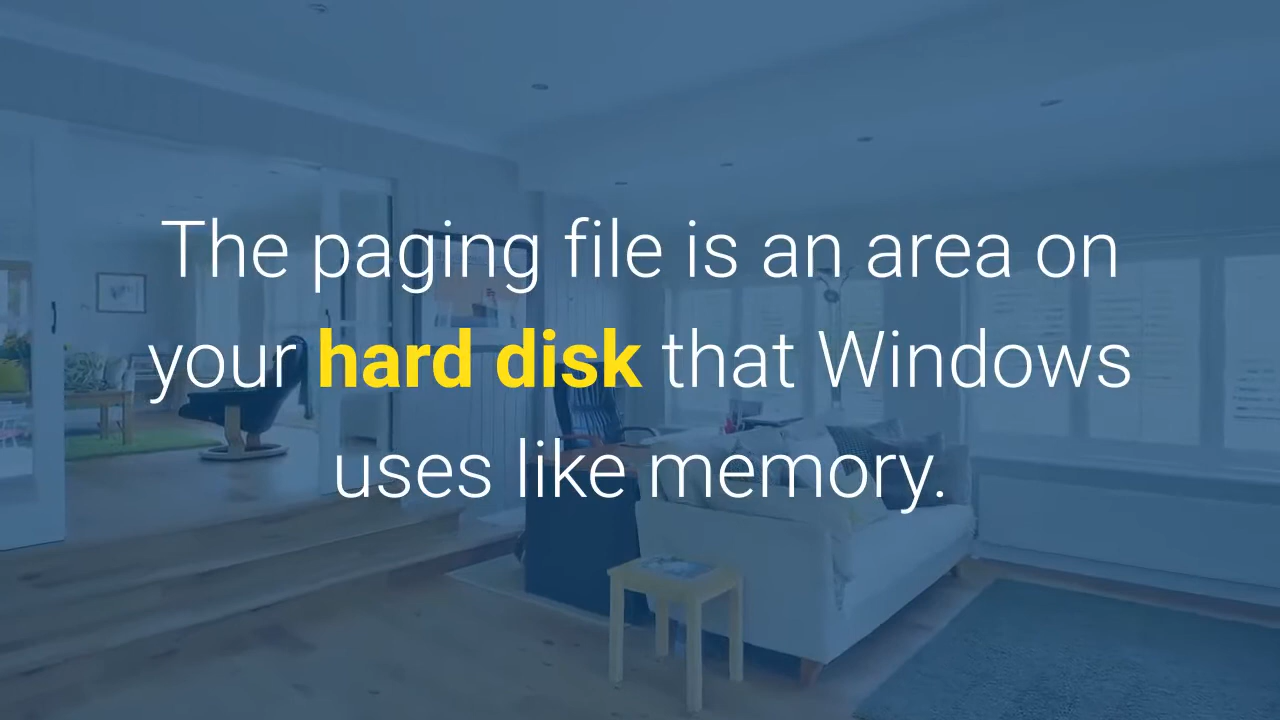 The paging file is an area on
your hard disk that Windows
uses like memory.